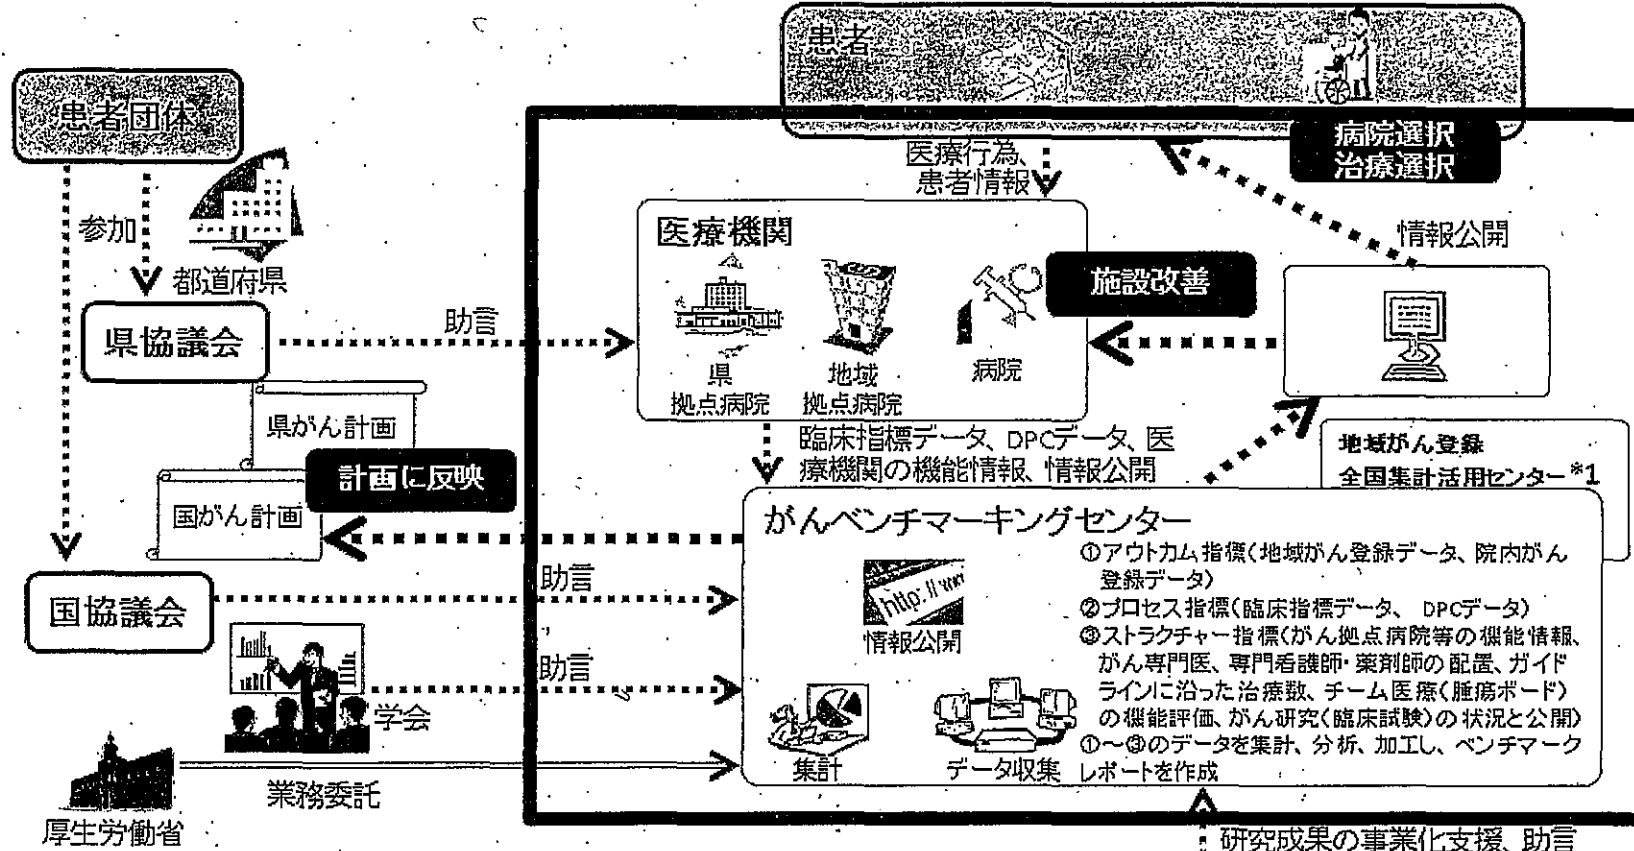 患者
患者団体
病院選択
治療選択
医療行為、
患者情報
参加
都道府県
医療機関
情報公開
施設改善
県協議会
助言
県
拠点病院
地域
拠点病院
病院
県がん計画
臨床指標データ、DPCデータ、医
療機関の機能情報、情報公開
地域がん登録
全国集計活用センター※1
計画に反映
国がん計画
がんベンチマーキングセンター
①アウトカム指標(地域がん登録データ、院内がん
登録データ)
②プロセス指標(臨床指標データ、 DPCデータ)
③ストラクチャー指標(がん拠点病院等の機能情報、
がん専門医、専門看護師・薬剤師の配置、ガイド
ラインに沿った治療数、チーム医療(腫瘍ボード)
の機能評価、がん研究(臨床試験)の状況と公開)
①〜③のデータを集計、分析、加工し、ベンチマーク
レポートを作成
国協議会
助言
http://www
情報公開
助言
学会
集計
データ収集
業務委託
厚生労働省
研究成果の事業化支援、助言